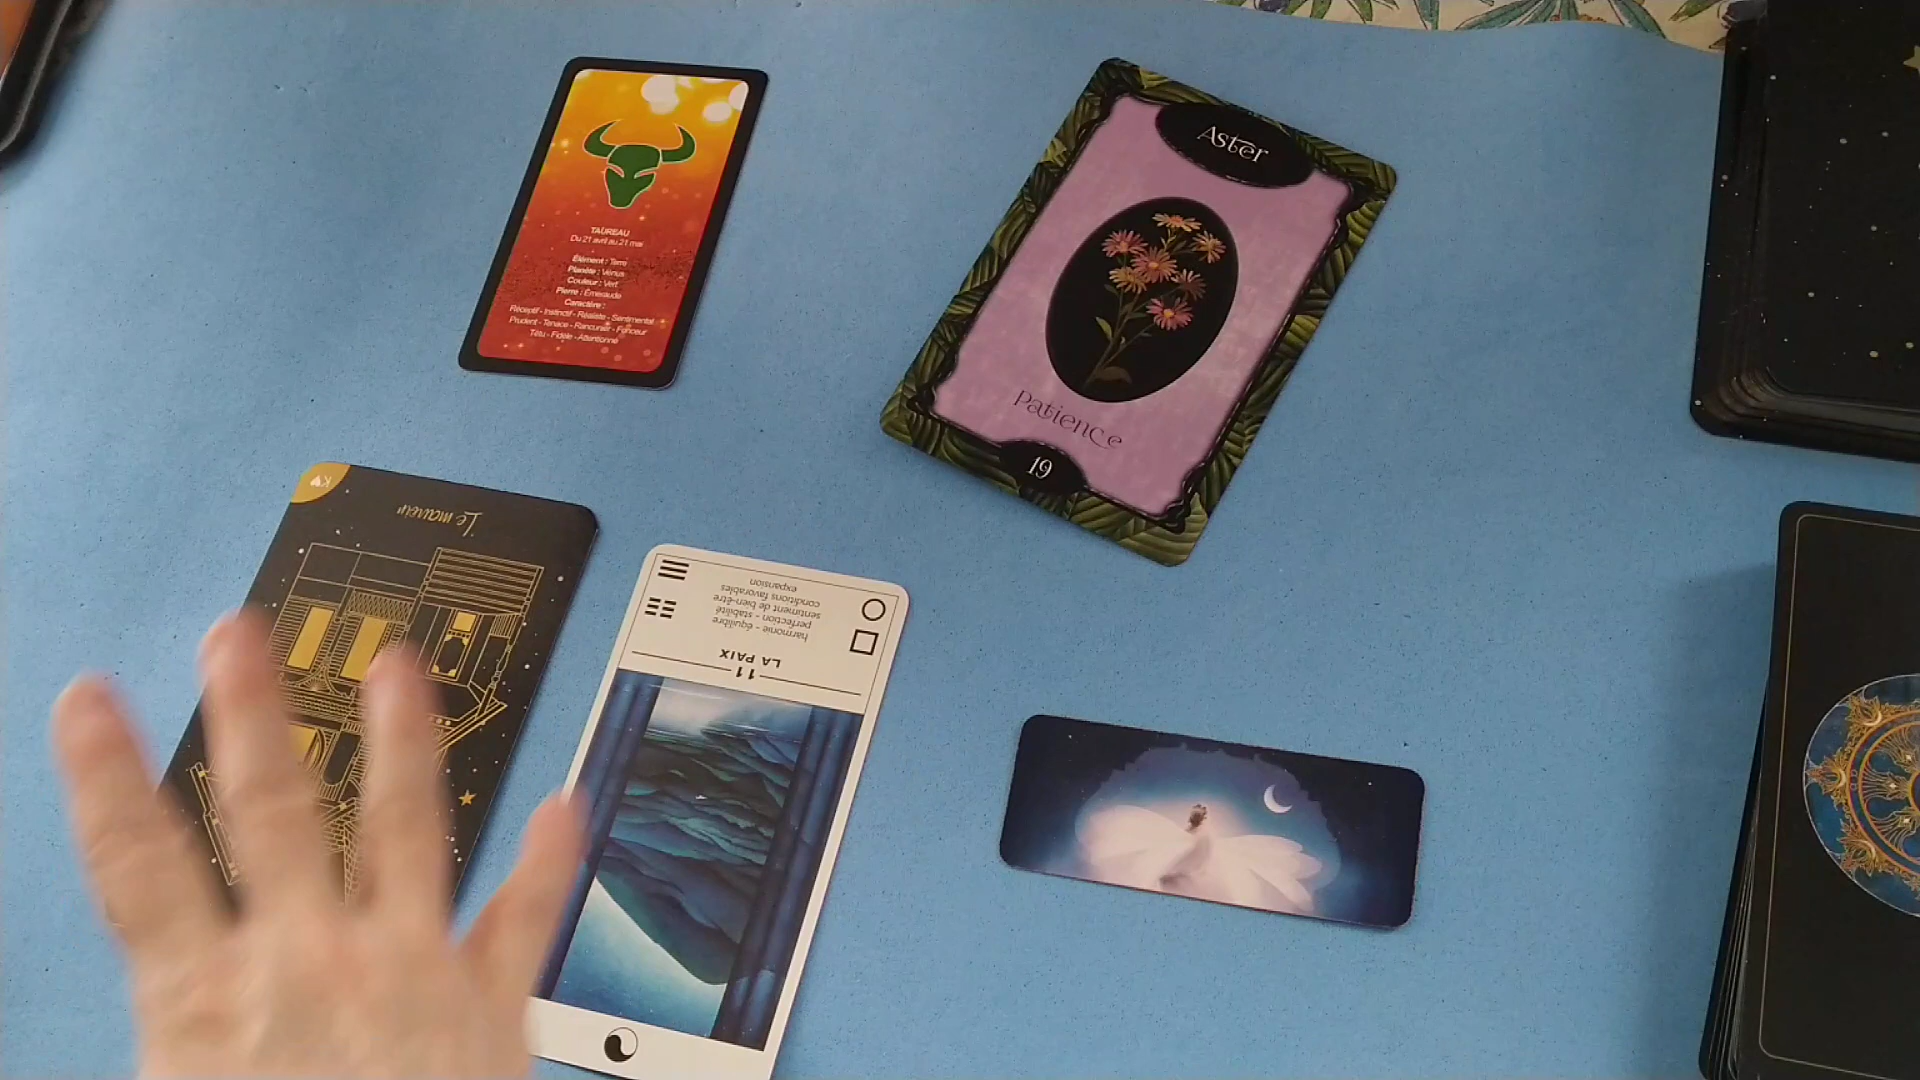 TAUREAU
Du 21 avril au 21 mai
Élément : Terre
Planète : Vénus
Couleur : Vert
Pierre : Émeraude
Caractère :
Réceptif - Instinctif - Réaliste - Sentimental
Prudent - Tenace - Rancunier - Fonceur
Têtu - Fidèle - Attentionné
Aster
Patience
19
K♥
Le manoir
11
LA PAIX
harmonie - équilibre
perfection - stabilité
sentiment de bien-être
conditions favorables
expansion